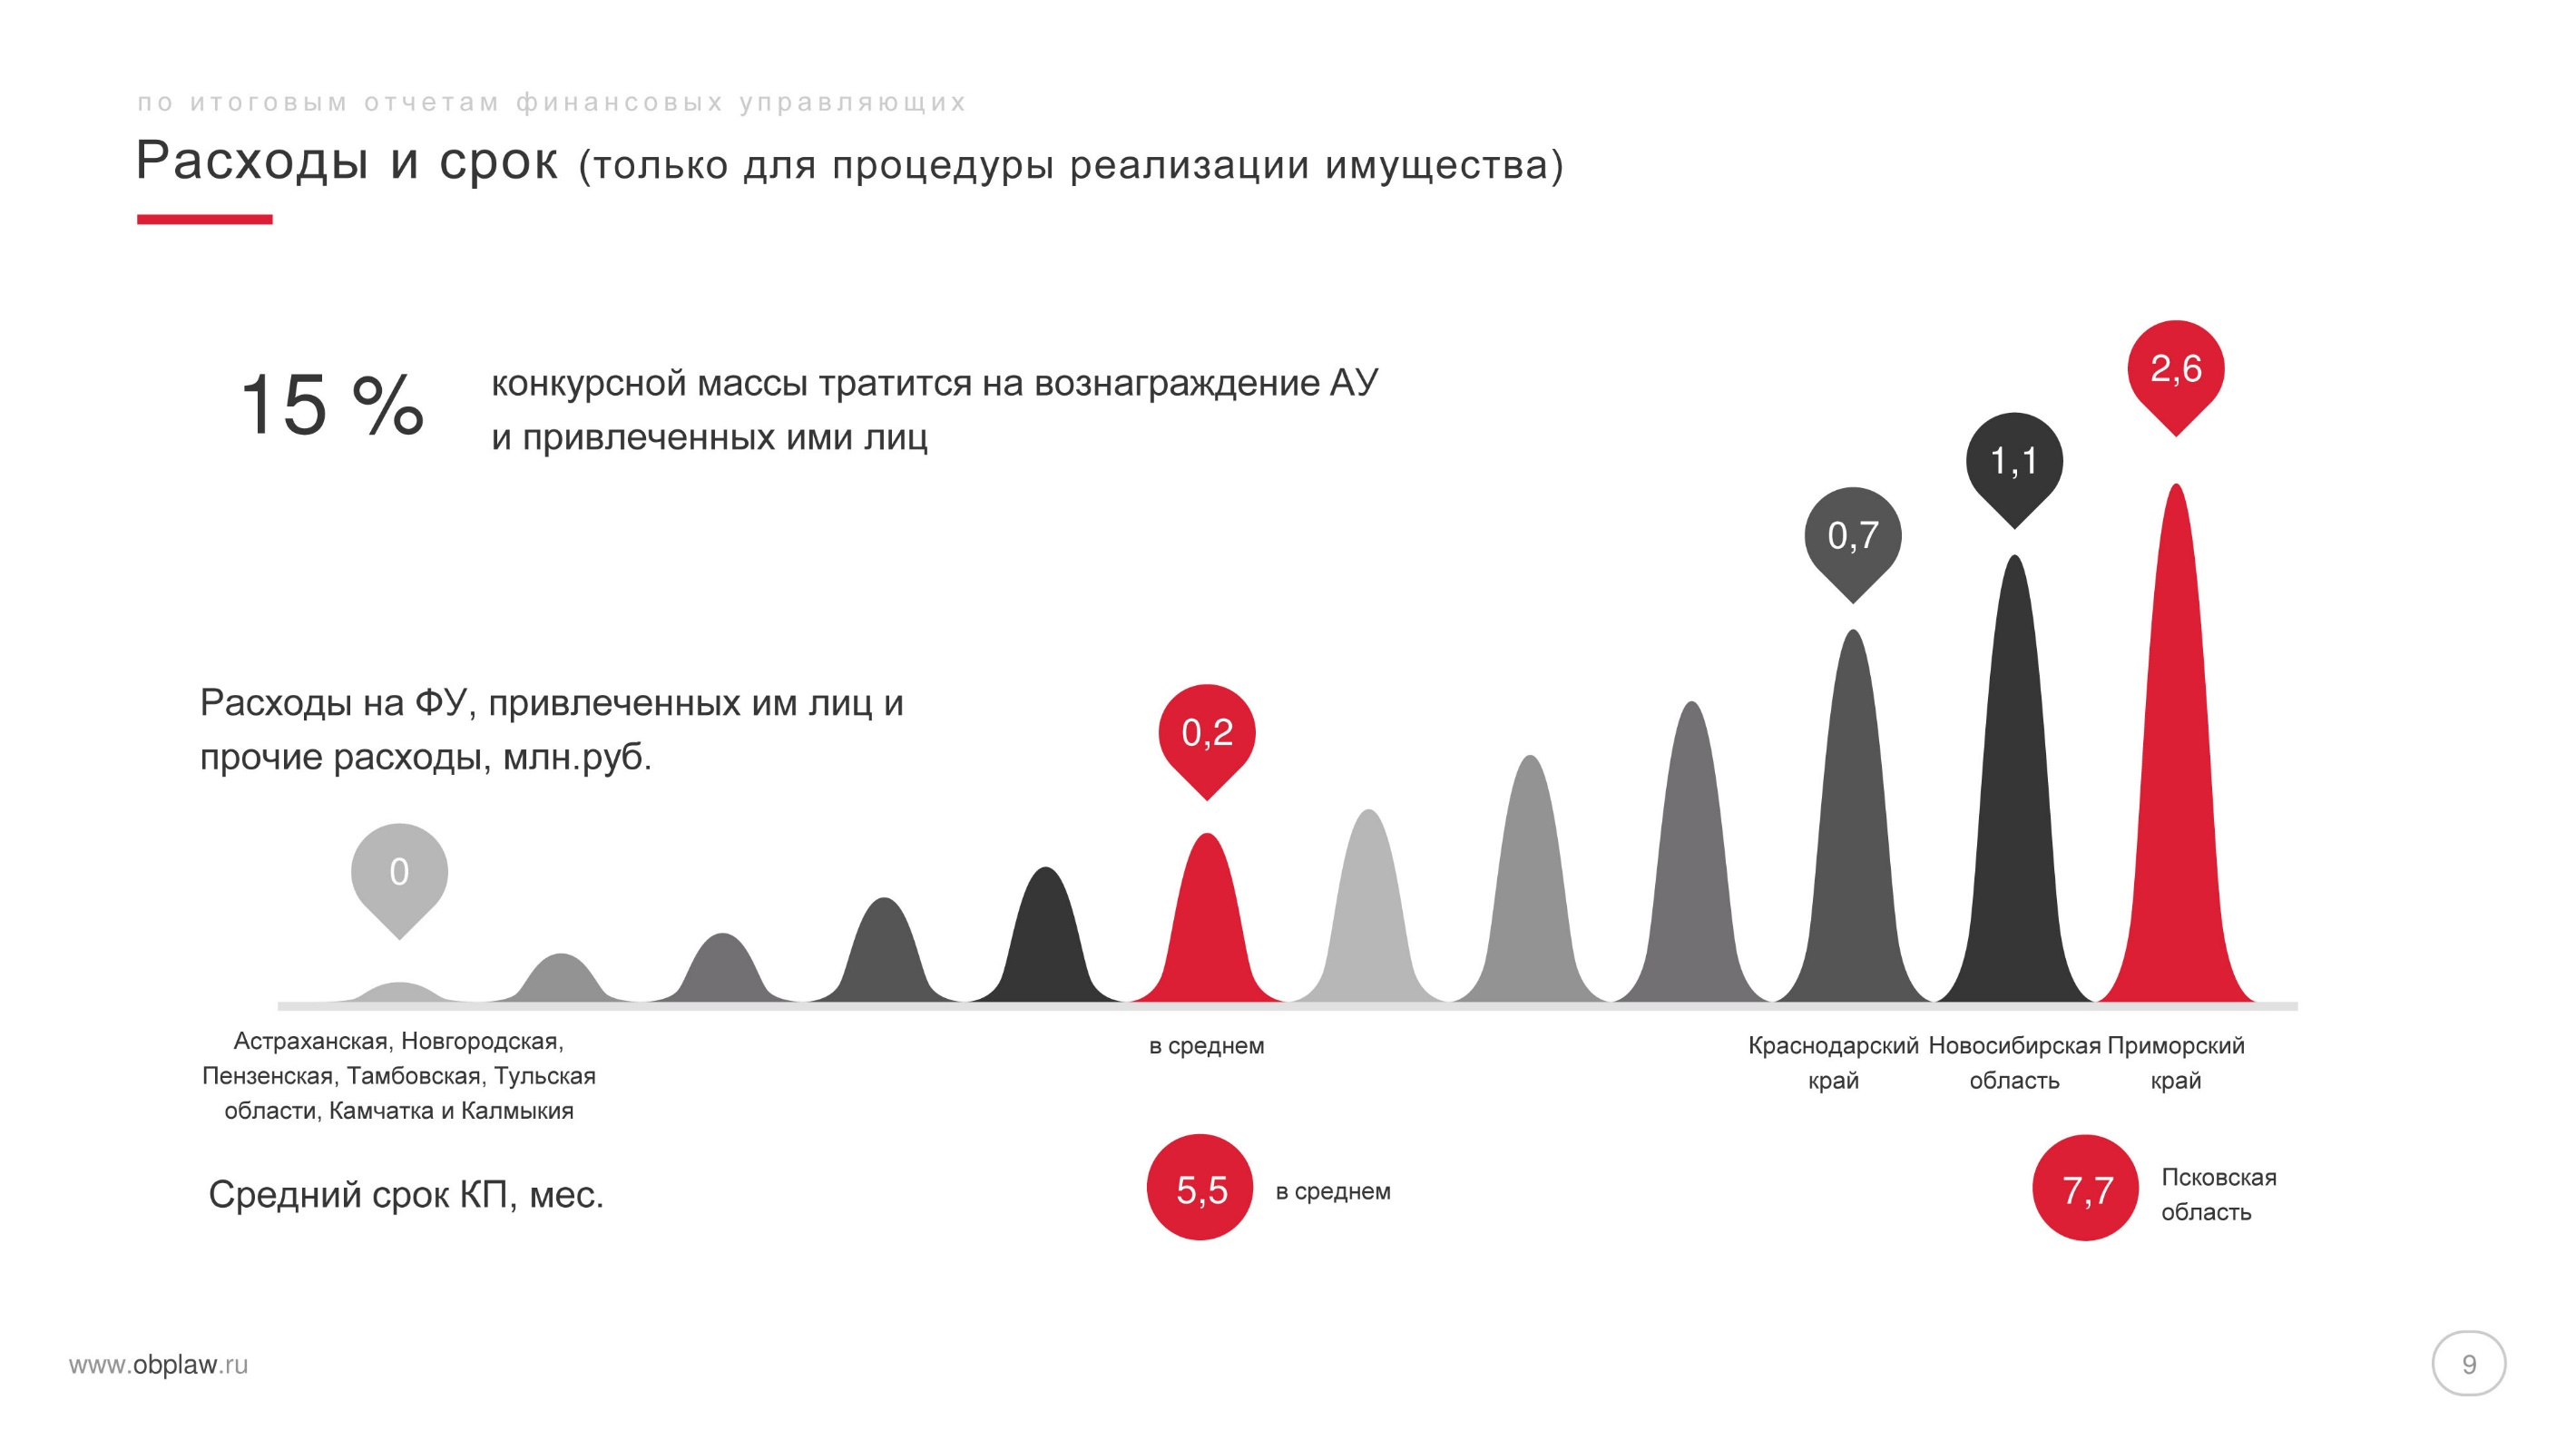 по итоговым отчетам финансовых управляющих
Расходы и срок (только для процедуры реализации имущества)
15 %
конкурсной массы тратится на вознаграждение АУ
и привлеченных ими лиц
2,6
1,1
0,7
Расходы на ФУ, привлеченных им лиц и
прочие расходы, млн.руб.
0,2
0
Астраханская, Новгородская,
Пензенская, Тамбовская, Тульская
области, Камчатка и Калмыкия
в среднем
Краснодарский
край
Новосибирская
область
Приморский
край
Средний срок КП, мес.
5,5
в среднем
7,7
Псковская
область
www.obplaw.ru
9